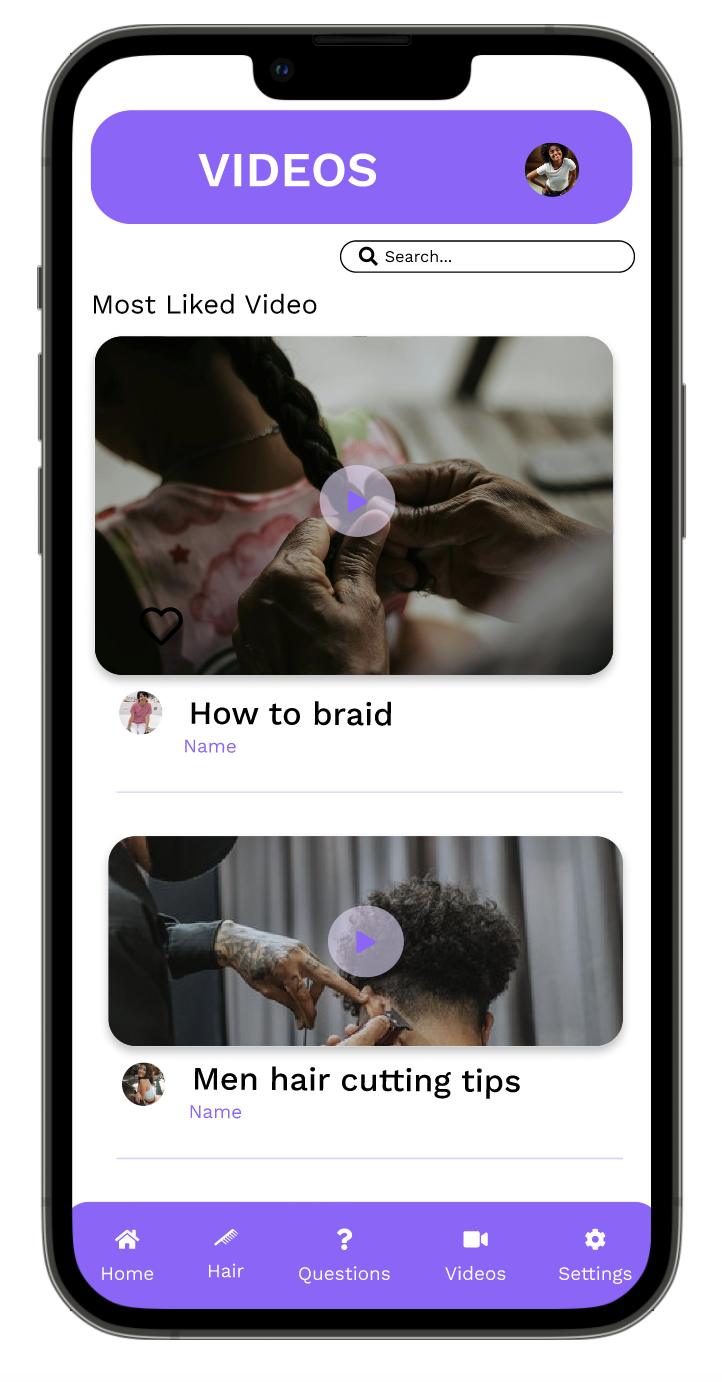 VIDEOS
Search...
Most Liked Video
How to braid
Name
Men hair cutting tips
Name
Home Hair Questions Videos Settings